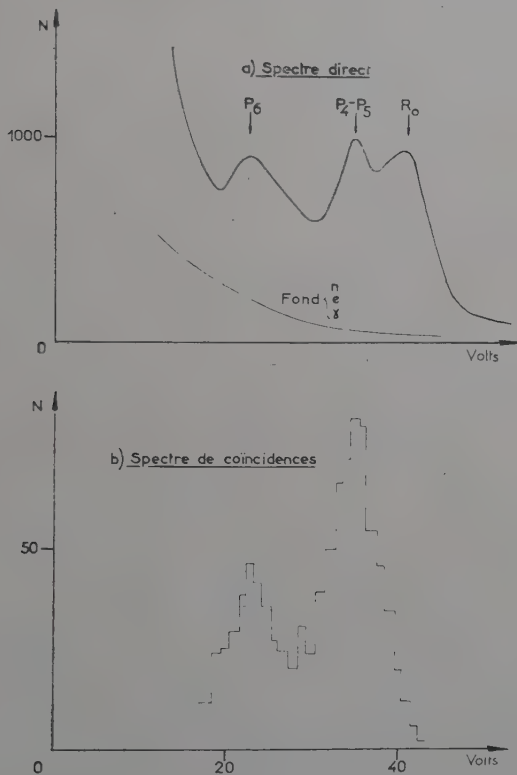 N
a) Spectre direct
P6 P4-P5 R0
1000
Fond n e γ
0
Volts
N
b) Spectre de coïncidences
50
0 20 40 Volts